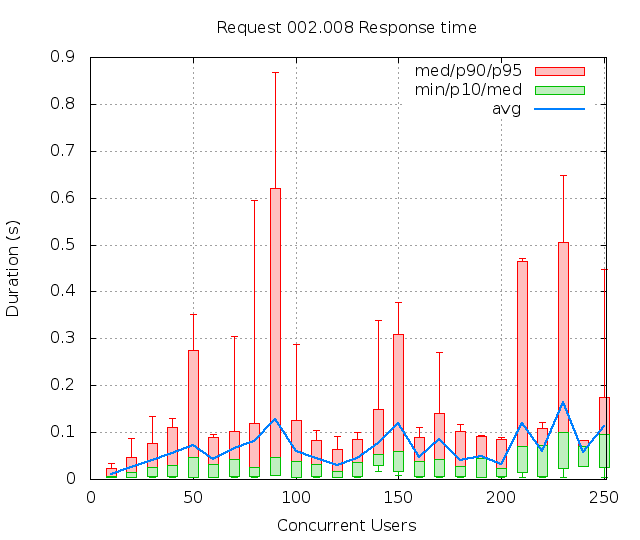 Request 002.008 Response time
med/p90/p95
min/p10/med
avg
0.9
0.8
0.7
0.6
0.5
0.4
0.3
0.2
0.1
0
Duration (s)
0 50 100 150 200 250
Concurrent Users